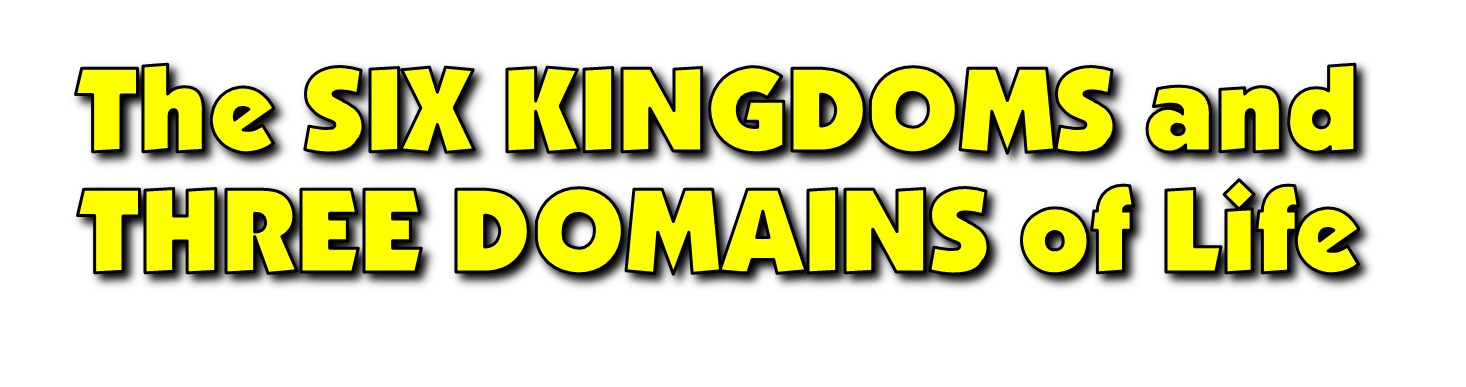 The SIX KINGDOMS and
THREE DOMAINS of Life